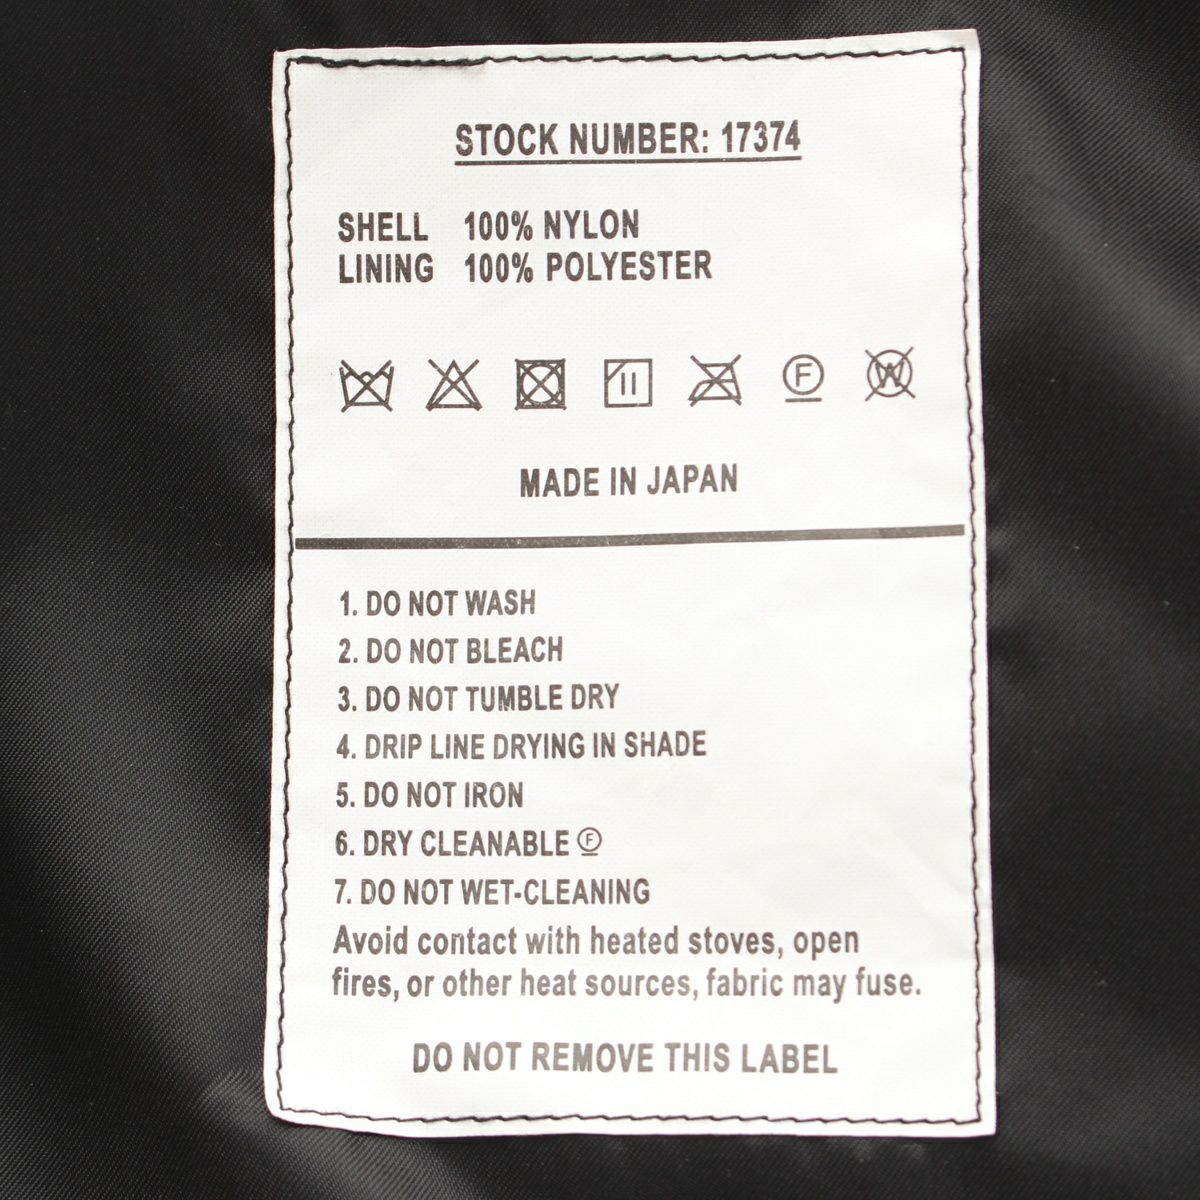 STOCK NUMBER: 17374
SHELL 100% NYLON
LINING 100% POLYESTER
F W
MADE IN JAPAN
1. DO NOT WASH
2. DO NOT BLEACH
3. DO NOT TUMBLE DRY
4. DRIP LINE DRYING IN SHADE
5. DO NOT IRON
6. DRY CLEANABLE Ⓕ
7. DO NOT WET-CLEANING
Avoid contact with heated stoves, open
fires, or other heat sources, fabric may fuse.
DO NOT REMOVE THIS LABEL